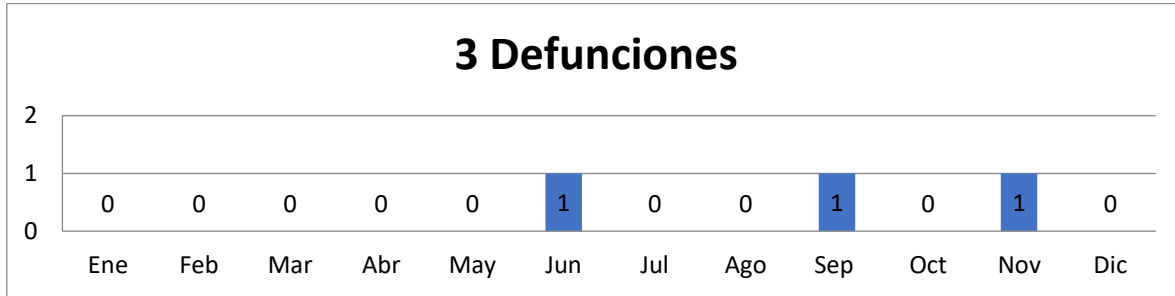 3 Defunciones
2
1
0
0 0 0 0 0 1 0 0 1 0 1 0
Ene Feb Mar Abr May Jun Jul Ago Sep Oct Nov Dic